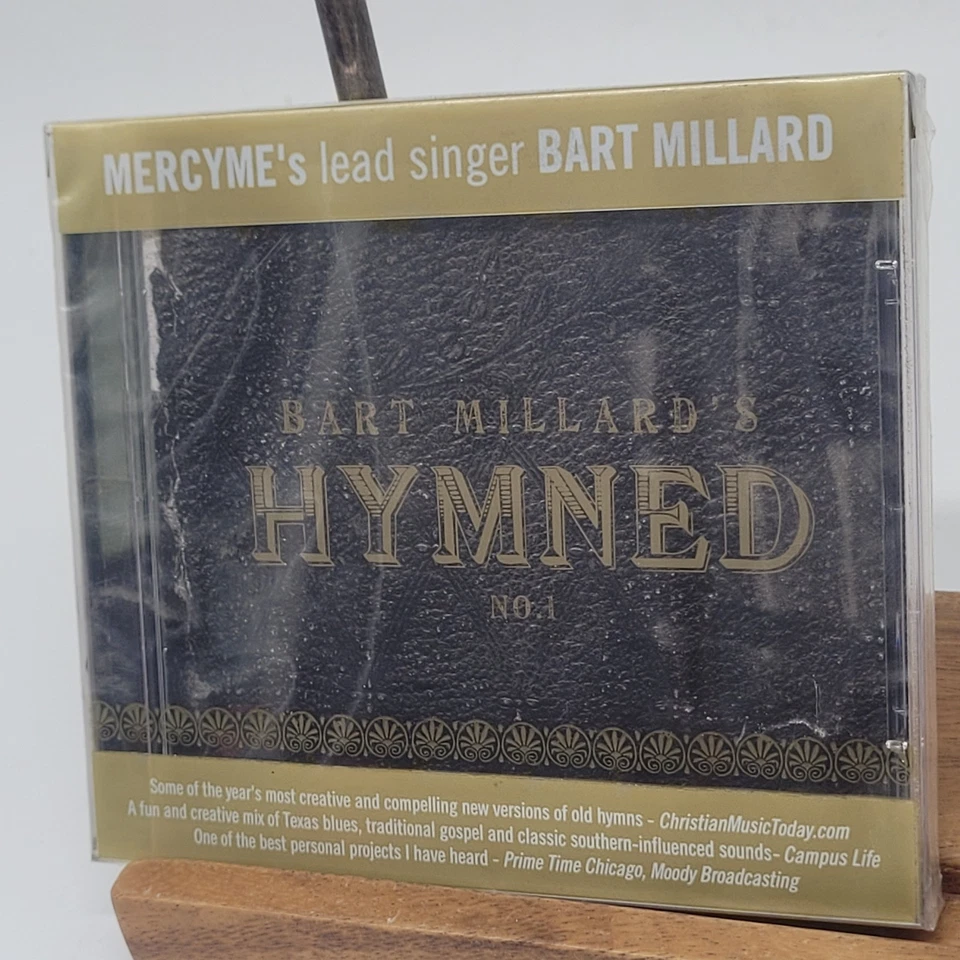 MERCYME's lead singer BART MILLARD
BART MILLARD'S
HYMNED
NO.1
Some of the year's most creative and compelling new versions of old hymns - ChristianMusicToday.com
A fun and creative mix of Texas blues, traditional gospel and classic southern-influenced sounds- Campus Life
One of the best personal projects I have heard - Prime Time Chicago, Moody Broadcasting